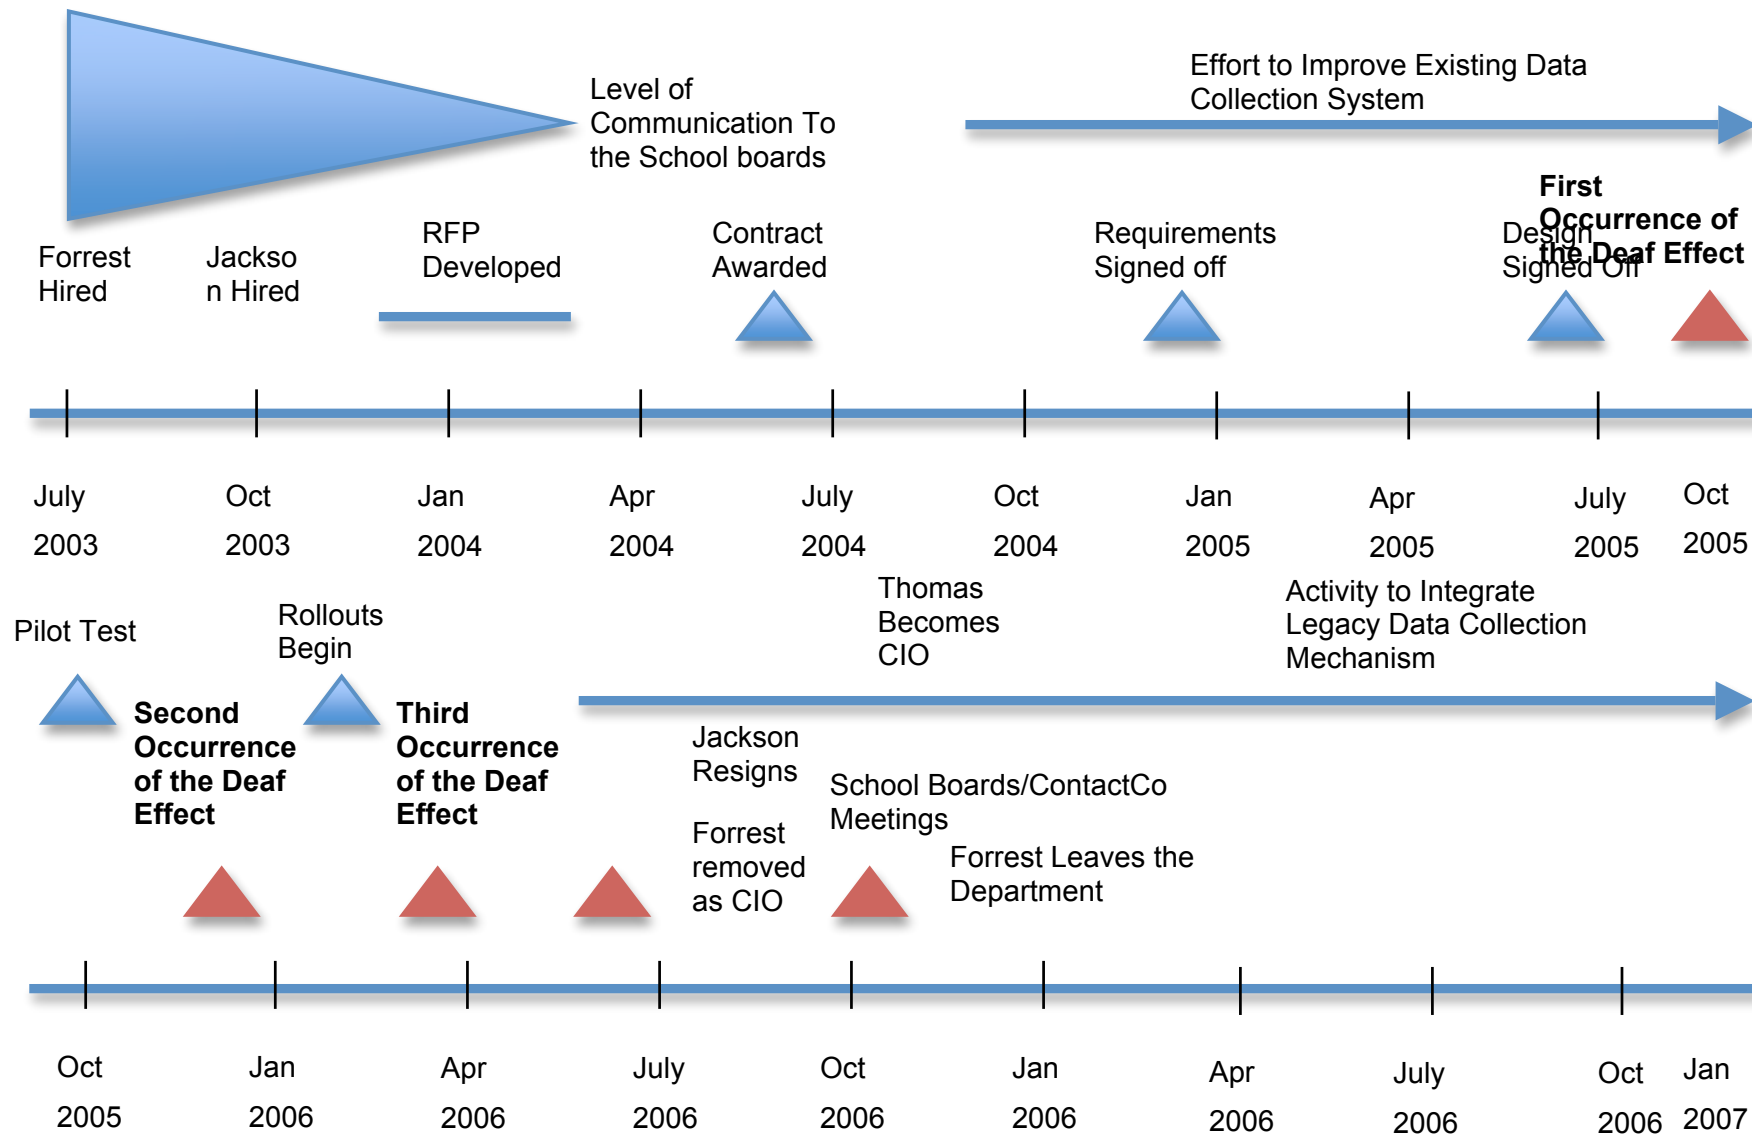 Level of
Communication To
the School boards
Effort to Improve Existing Data
Collection System
Forrest
Hired
Jackso
n Hired
RFP
Developed
Contract
Awarded
Requirements
Signed off
Design
Signed Off
First
Occurrence of
the Deaf Effect
July
2003
Oct
2003
Jan
2004
Apr
2004
July
2004
Oct
2004
Jan
2005
Apr
2005
July
2005
Oct
2005
Pilot Test
Rollouts
Begin
Thomas
Becomes
CIO
Activity to Integrate
Legacy Data Collection
Mechanism
Second
Occurrence
of the Deaf
Effect
Third
Occurrence
of the Deaf
Effect
Jackson
Resigns
Forrest
removed
as CIO
School Boards/ContactCo
Meetings
Forrest Leaves the
Department
Oct
2005
Jan
2006
Apr
2006
July
2006
Oct
2006
Jan
2006
Apr
2006
July
2006
Oct
2006
Jan
2007